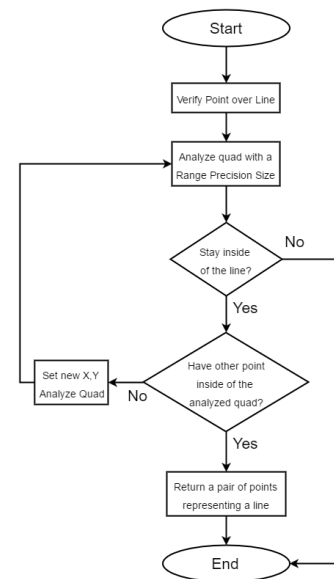 Start
Verify Point over Line
Analyze quad with a
Range Precision Size
Stay inside
of the line?
No
Yes
Have other point
inside of the
analyzed quad?
No
Set new X,Y
Analyze Quad
Yes
Return a pair of points
representing a line
End